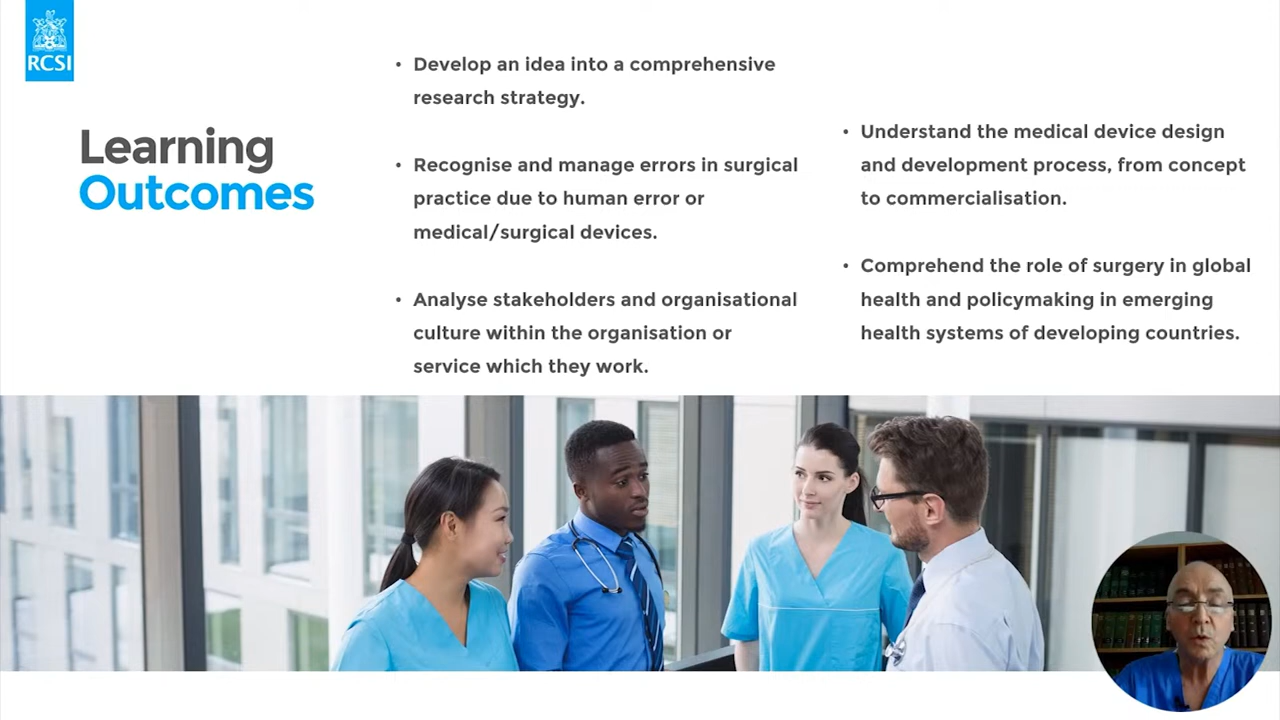 RCSI
Learning
Outcomes
• Develop an idea into a comprehensive
research strategy.
• Recognise and manage errors in surgical
practice due to human error or
medical/surgical devices.
• Analyse stakeholders and organisational
culture within the organisation or
service which they work.
• Understand the medical device design
and development process, from concept
to commercialisation.
• Comprehend the role of surgery in global
health and policymaking in emerging
health systems of developing countries.